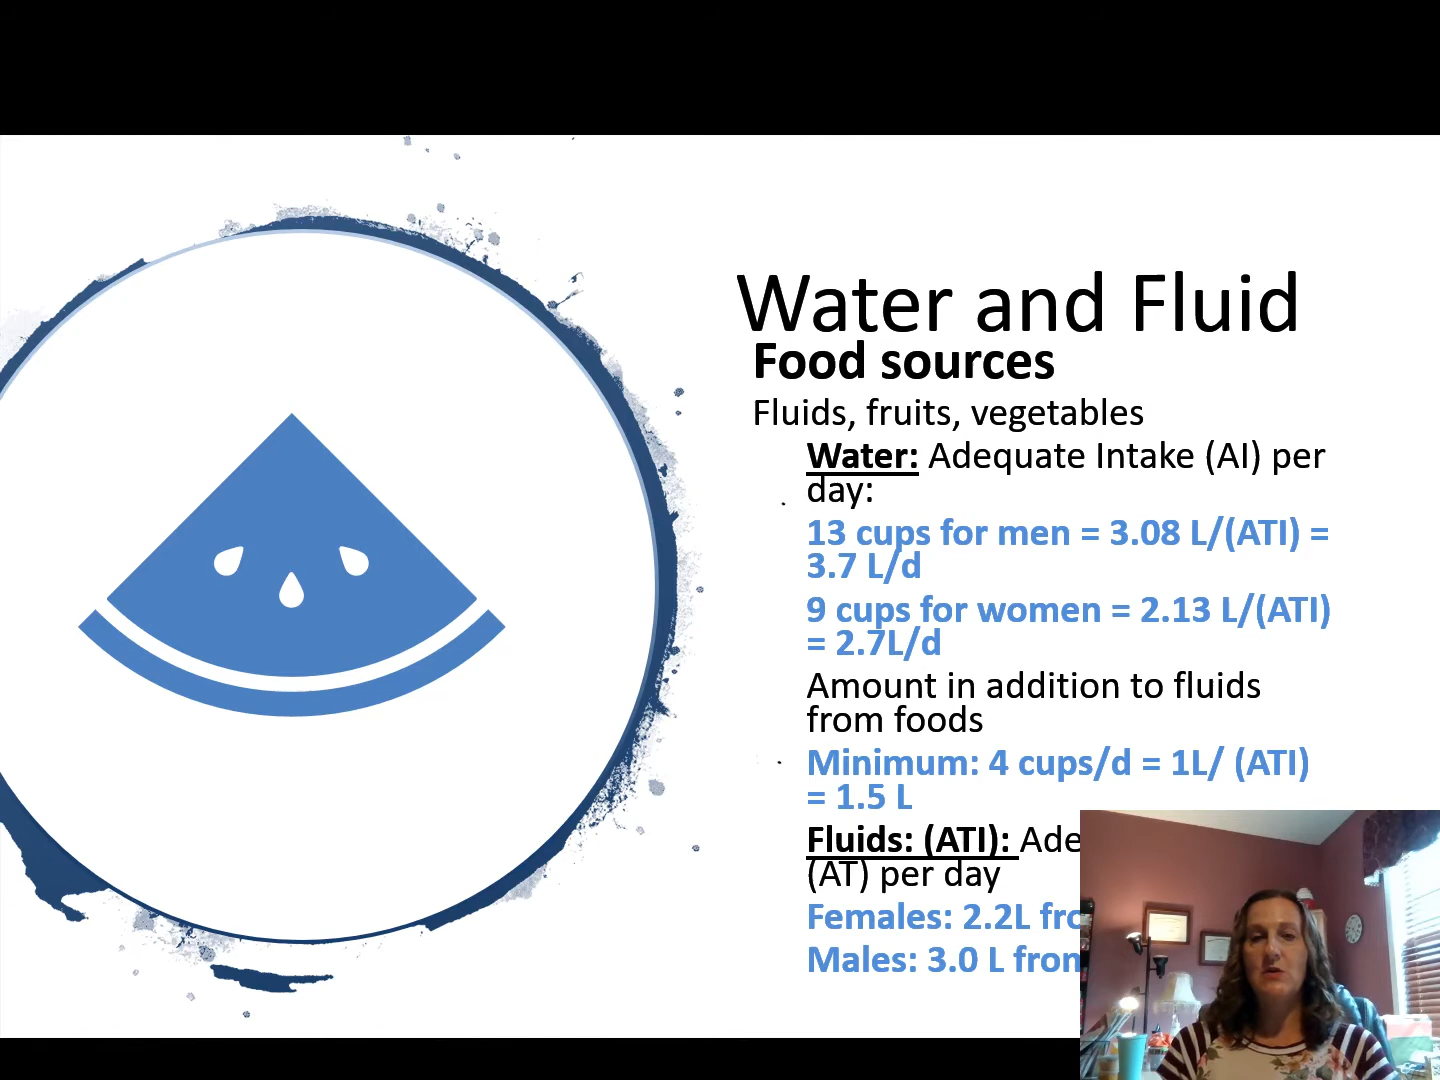 Water and Fluid
Food sources
Fluids, fruits, vegetables
Water: Adequate Intake (AI) per
day:
13 cups for men = 3.08 L/(ATI) =
3.7 L/d
9 cups for women = 2.13 L/(ATI)
= 2.7L/d
Amount in addition to fluids
from foods
Minimum: 4 cups/d = 1L/ (ATI)
= 1.5 L
Fluids: (ATI):
(AT) per day
Females: 2.2L
Males: 3.0 L